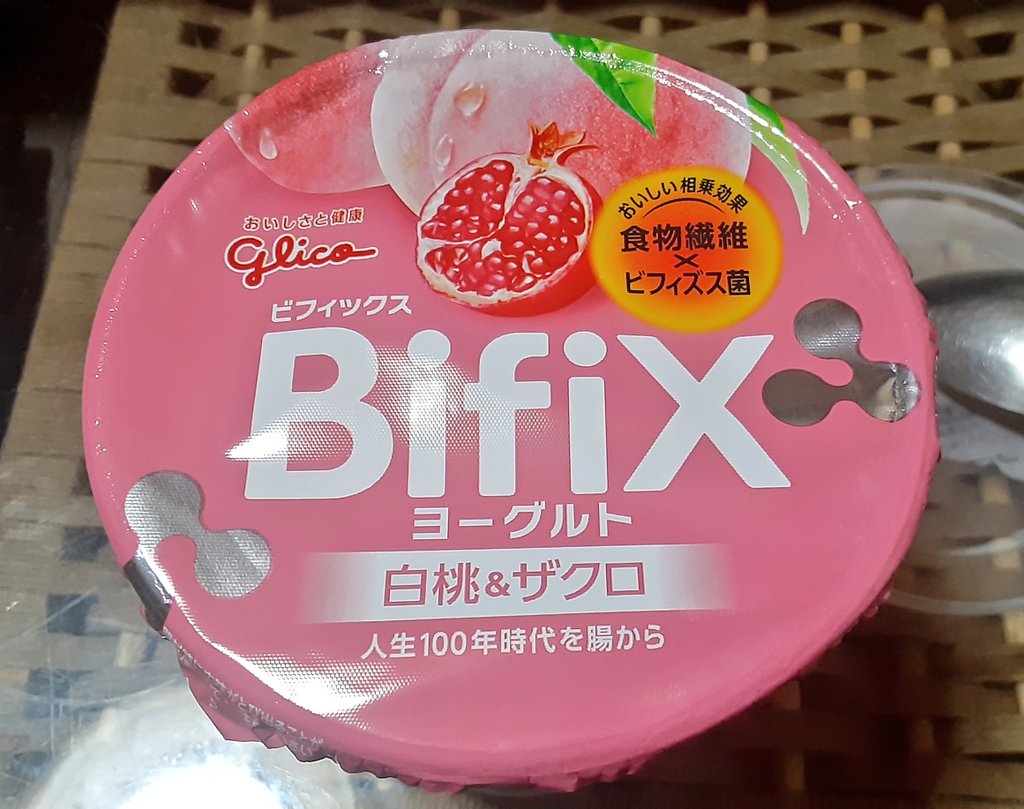 おいしさと健康
glico
おいしい相乗効果
食物繊維
×
ビフィズス菌
ビフィックス
BifiX
ヨーグルト
白桃&ザクロ
人生100年時代を腸から